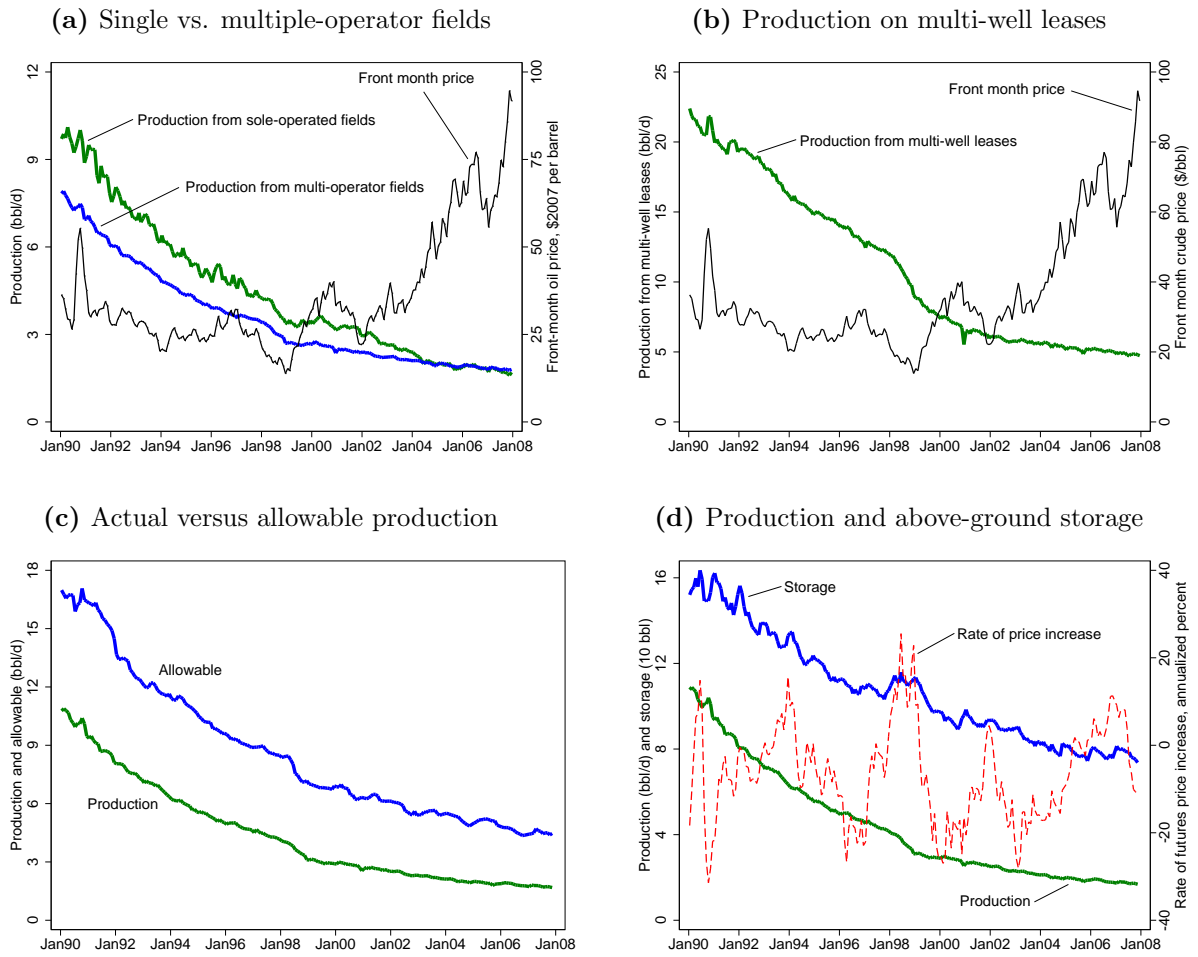 (a) Single vs. multiple-operator fields
Production (bbl/d)
12
9
6
3
0
Front month price
Production from sole-operated fields
Production from multi-operator fields
100
75
50
25
0
Front-month oil price, $2007 per barrel
Jan90 Jan92 Jan94 Jan96 Jan98 Jan00 Jan02 Jan04 Jan06 Jan08
(b) Production on multi-well leases
Production from multi-well leases (bbl/d)
25
20
15
10
5
0
Front month price
Production from multi-well leases
100
80
60
40
20
0
Front month crude price ($/bbl)
Jan90 Jan92 Jan94 Jan96 Jan98 Jan00 Jan02 Jan04 Jan06 Jan08
(c) Actual versus allowable production
Production and allowable (bbl/d)
18
15
12
9
6
3
0
Allowable
Production
Jan90 Jan92 Jan94 Jan96 Jan98 Jan00 Jan02 Jan04 Jan06 Jan08
(d) Production and above-ground storage
Production (bbl/d) and storage (10 bbl)
16
12
8
4
0
Storage
Rate of price increase
Production
40
20
0
-20
-40
Rate of futures price increase, annualized percent
Jan90 Jan92 Jan94 Jan96 Jan98 Jan00 Jan02 Jan04 Jan06 Jan08